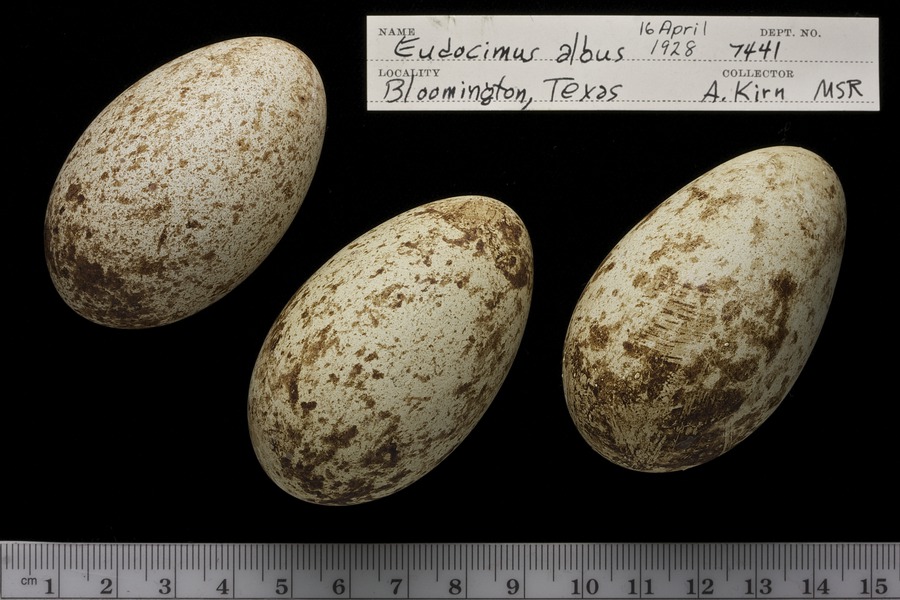 NAME 16 April DEPT. NO.
Eudocimus albus 1928 7441
LOCALITY COLLECTOR
Bloomington, Texas A. Kirn MSR
cm 1 2 3 4 5 6 7 8 9 10 11 12 13 14 15